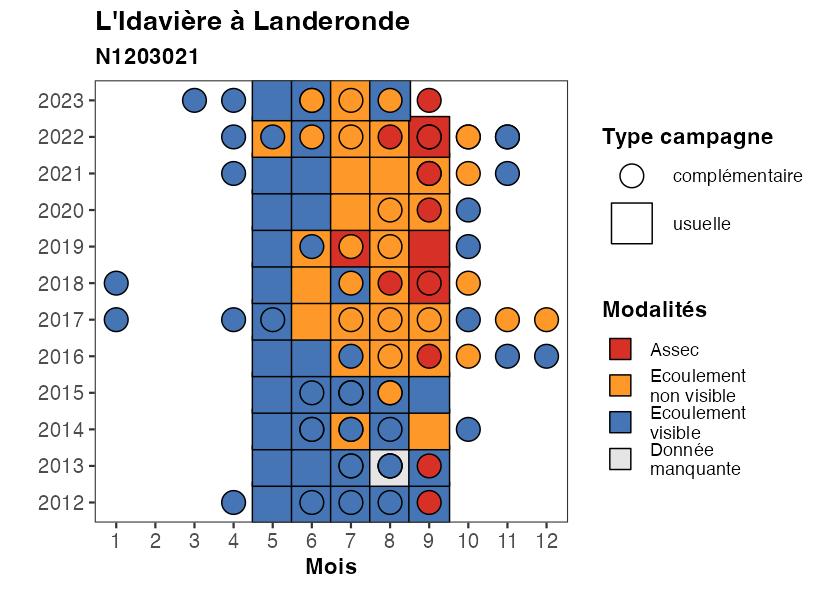 L'Idavière à Landeronde
N1203021
2023
2022
2021
2020
2019
2018
2017
2016
2015
2014
2013
2012
1 2 3 4 5 6 7 8 9 10 11 12
Mois
Type campagne
complémentaire
usuelle
Modalités
Assec
Ecoulement
non visible
Ecoulement
visible
Donnée
manquante